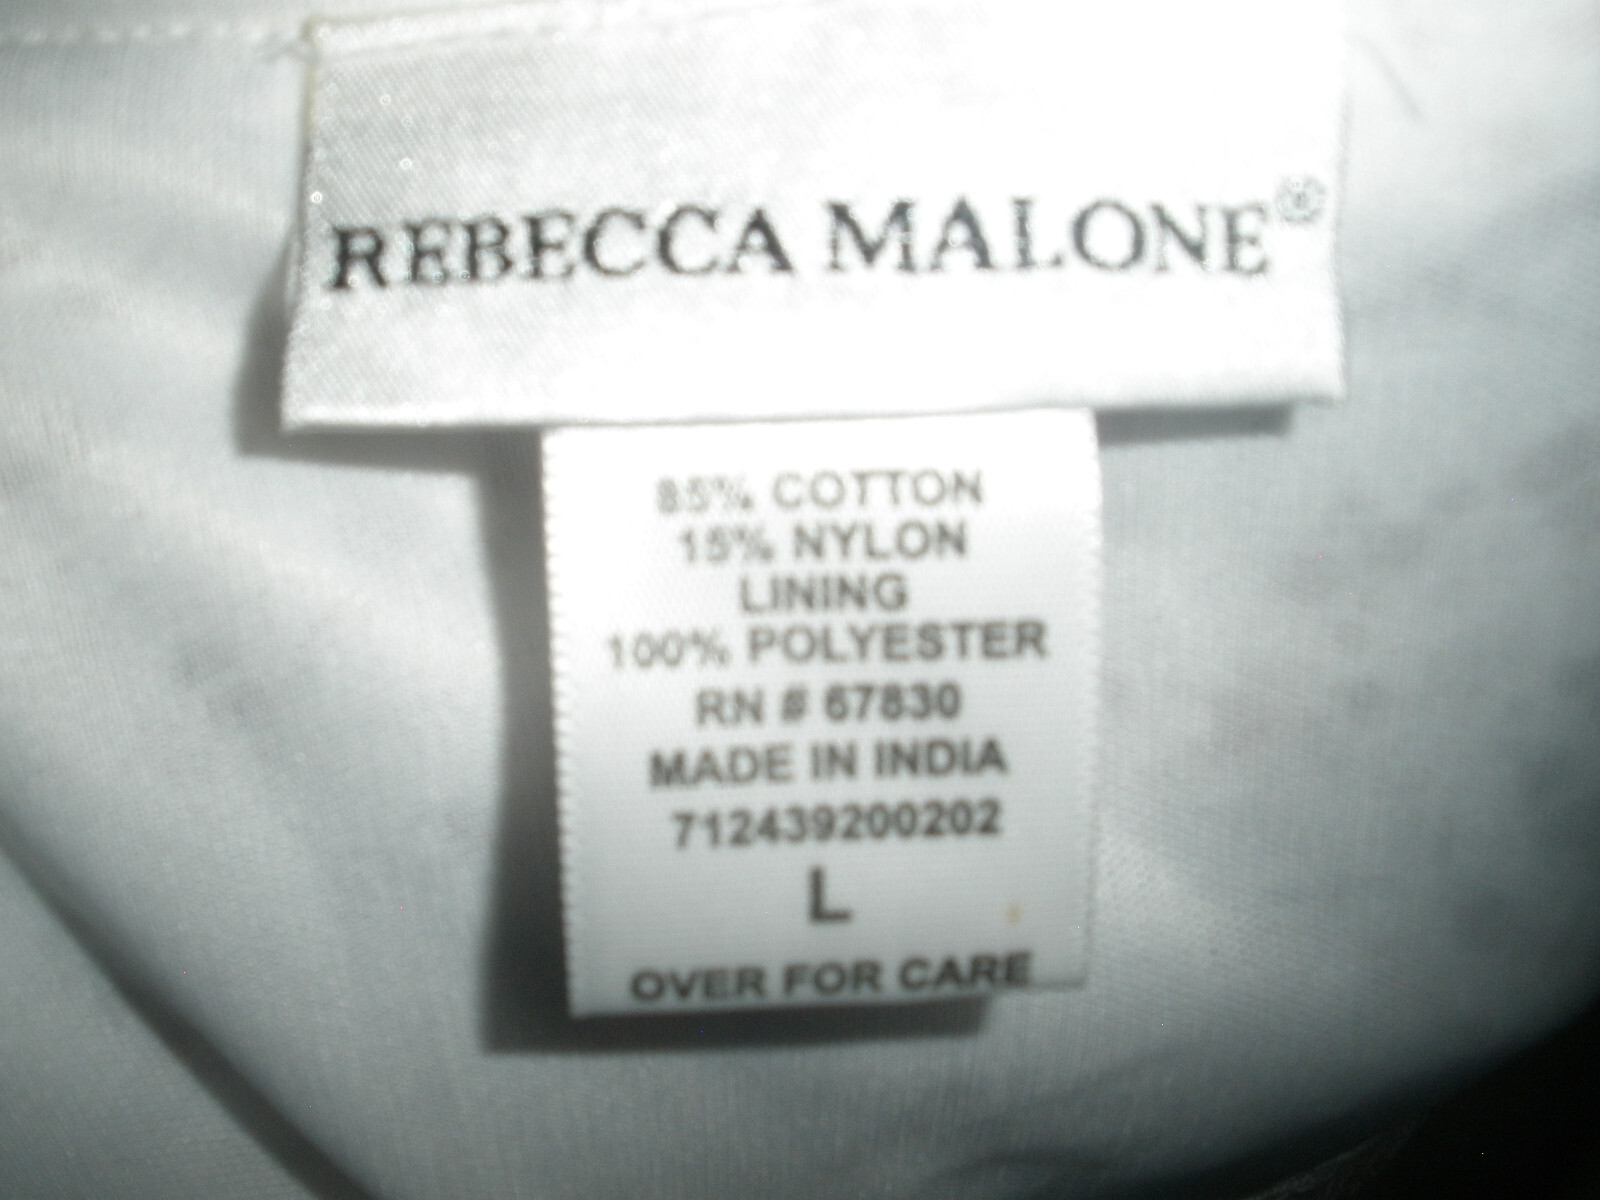 REBECCA MALONE®
85% COTTON
15% NYLON
LINING
100% POLYESTER
RN # 67830
MADE IN INDIA
712439200202
L
OVER FOR CARE